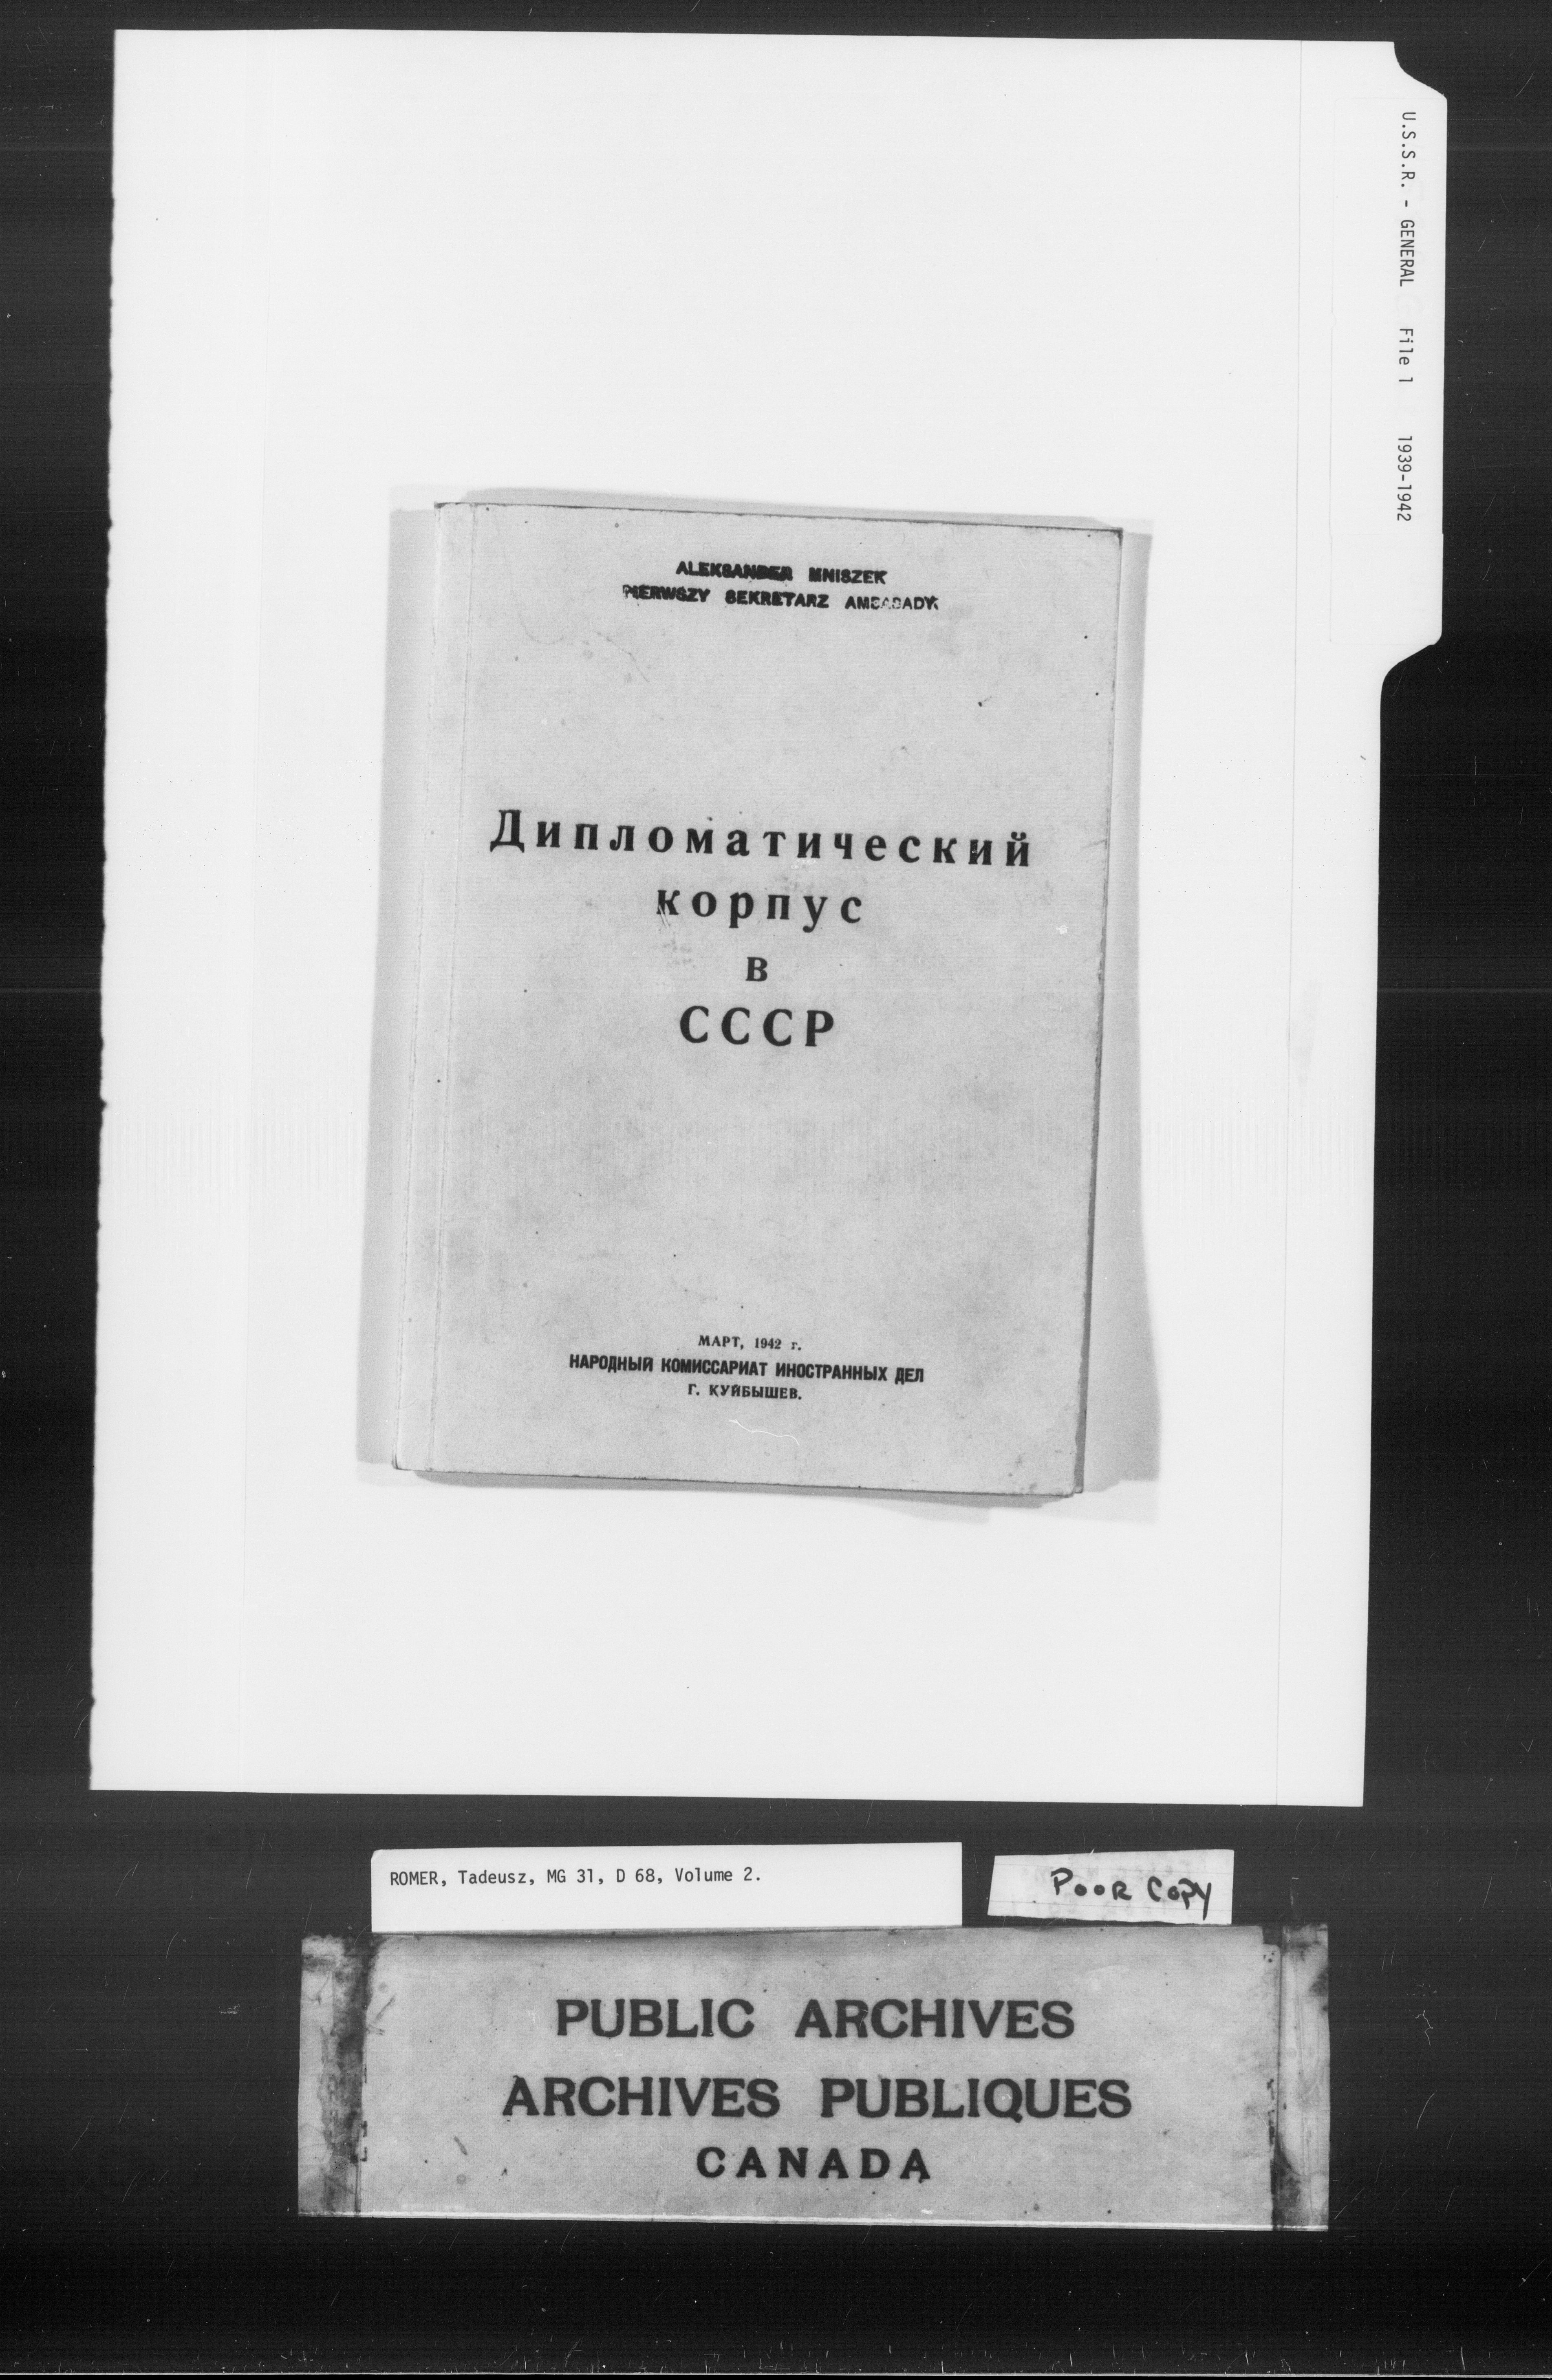 U.S.S.R. - GENERAL File 1 1939-1942
ALEKSANDER MNISZEK
PIERWSZY SEKRETARZ AMBASADY
Дипломатический
корпус
в
СССР
МАРТ, 1942 г.
НАРОДНЫЙ КОМИССАРИАТ ИНОСТРАННЫХ ДЕЛ
Г. КУЙБЫШЕВ.
ROMER, Tadeusz, MG 31, D 68, Volume 2.
POOR COPY
PUBLIC ARCHIVES
ARCHIVES PUBLIQUES
CANADA